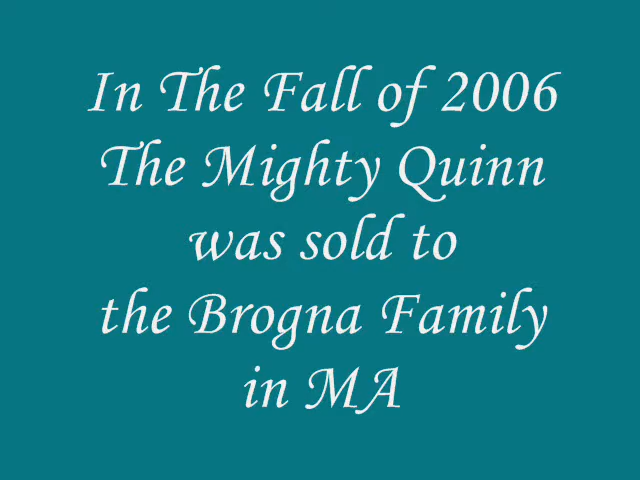 In The Fall of 2006
The Mighty Quinn
was sold to
the Brogna Family
in MA